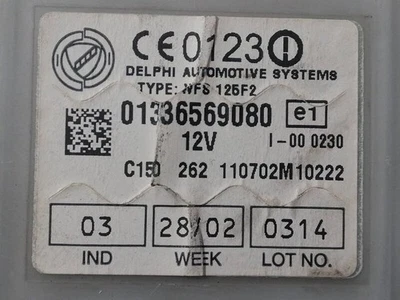 CE0123
DELPHI AUTOMOTIVE SYSTEMS
TYPE: NFS 125F2
01336569080 e1
12V I-00 0230
C150 262 110702M10222
03 28/02 0314
IND WEEK LOT NO.